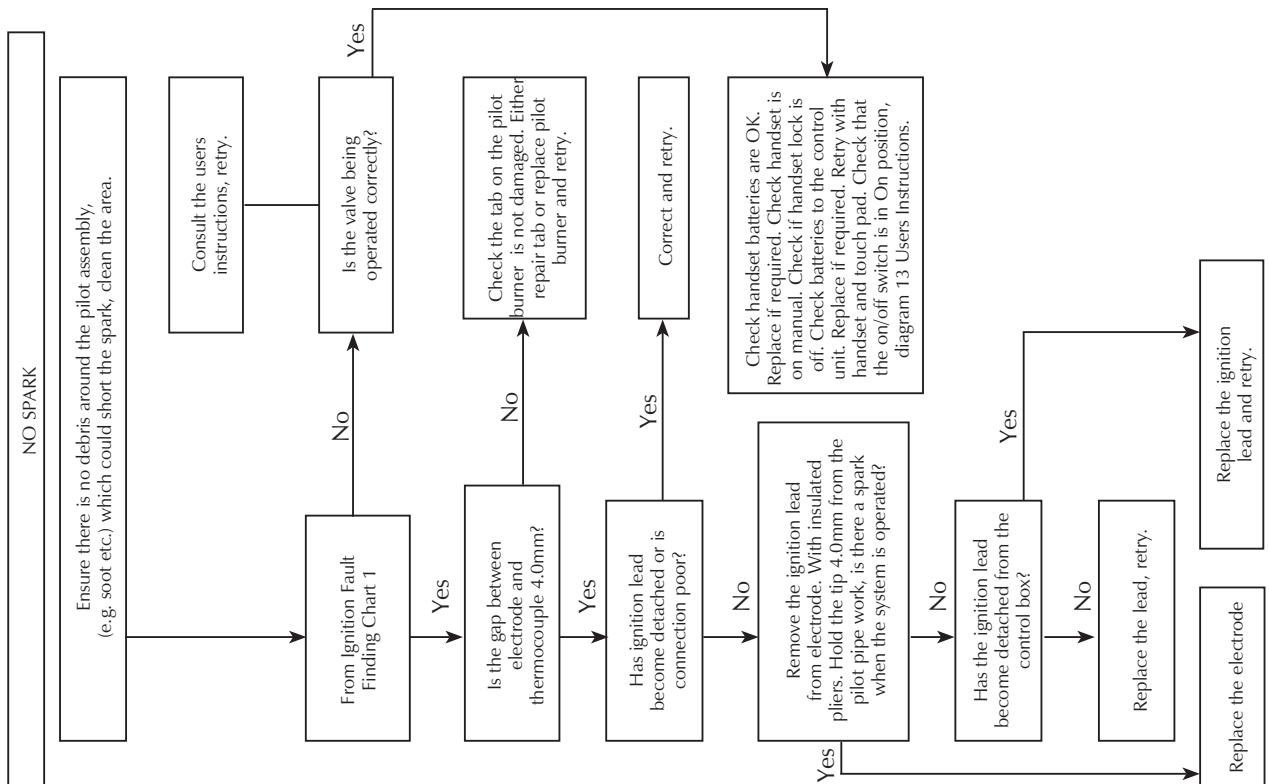 NO SPARK
Ensure there is no debris around the pilot assembly,
(e.g. soot etc.) which could short the spark, clean the area.
Consult the users
instructions, retry.
From Ignition Fault
Finding Chart 1
No
Is the valve being
operated correctly?
Yes
Yes
Is the gap between
electrode and
thermocouple 4.0mm?
No
Check the tab on the pilot
burner is not damaged. Either
repair tab or replace pilot
burner and retry.
Yes
Has ignition lead
become detached or is
connection poor?
Yes
Correct and retry.
No
Remove the ignition lead
from electrode. With insulated
pliers. Hold the tip 4.0mm from the
pilot pipe work, is there a spark
when the system is operated?
Check handset batteries are OK.
Replace if required. Check handset is
on manual. Check if handset lock is
off. Check batteries to the control
unit. Replace if required. Retry with
handset and touch pad. Check that
the on/off switch is in On position,
diagram 13 Users Instructions.
Yes
No
Has the ignition lead
become detached from the
control box?
Yes
No
Replace the lead, retry.
Replace the electrode
Replace the ignition
lead and retry.